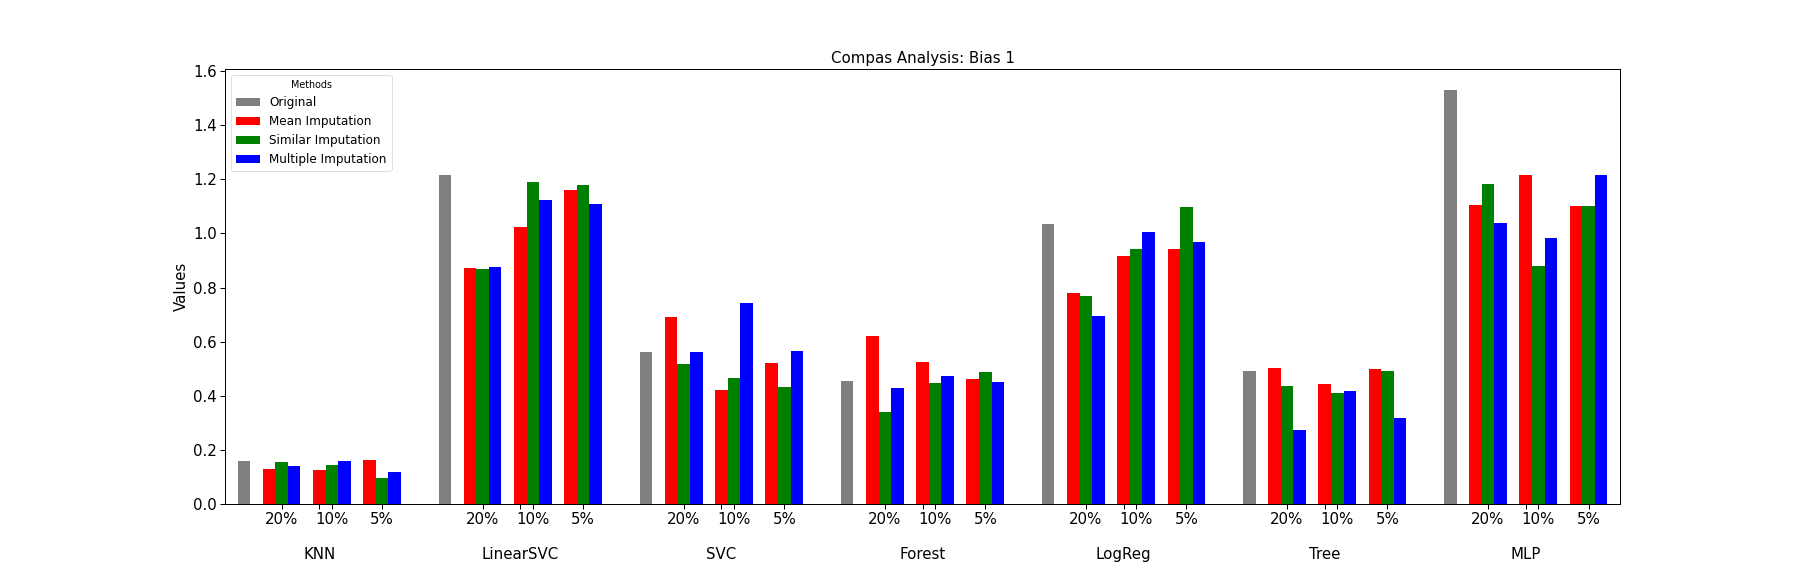 Compas Analysis: Bias 1
Methods
Original
Mean Imputation
Similar Imputation
Multiple Imputation
Values
1.6
1.4
1.2
1.0
0.8
0.6
0.4
0.2
0.0
20% 10% 5% 20% 10% 5% 20% 10% 5% 20% 10% 5% 20% 10% 5% 20% 10% 5% 20% 10% 5%
KNN LinearSVC SVC Forest LogReg Tree MLP